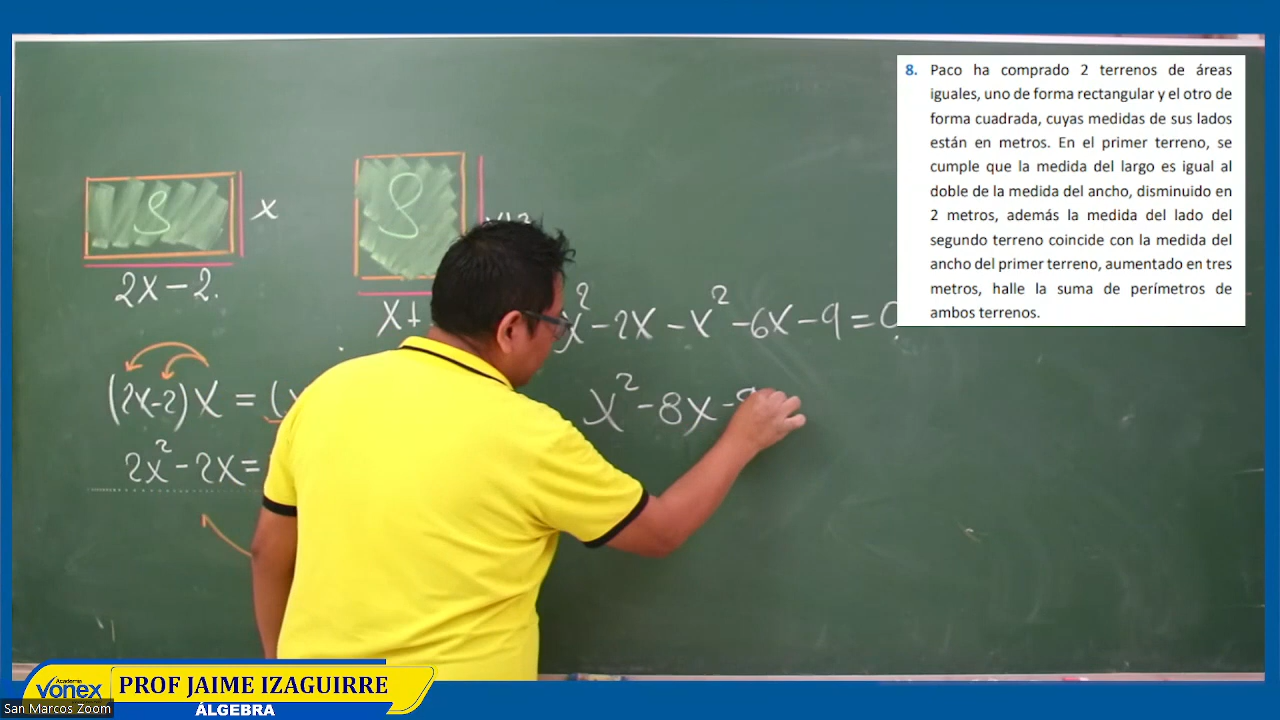 8. Paco ha comprado 2 terrenos de áreas
iguales, uno de forma rectangular y el otro de
forma cuadrada, cuyas medidas de sus lados
están en metros. En el primer terreno, se
cumple que la medida del largo es igual al
doble de la medida del ancho, disminuido en
2 metros, además la medida del lado del
segundo terreno coincide con la medida del
ancho del primer terreno, aumentado en tres
metros, halle la suma de perímetros de
ambos terrenos.
S
x
2x-2.
S
x+
x²-2x-x²-6x-9=0
(2x-2)x = (x
2x²-2x=
x²-8x-9
Academia
vonex
PROF JAIME IZAGUIRRE
ÁLGEBRA
San Marcos Zoom